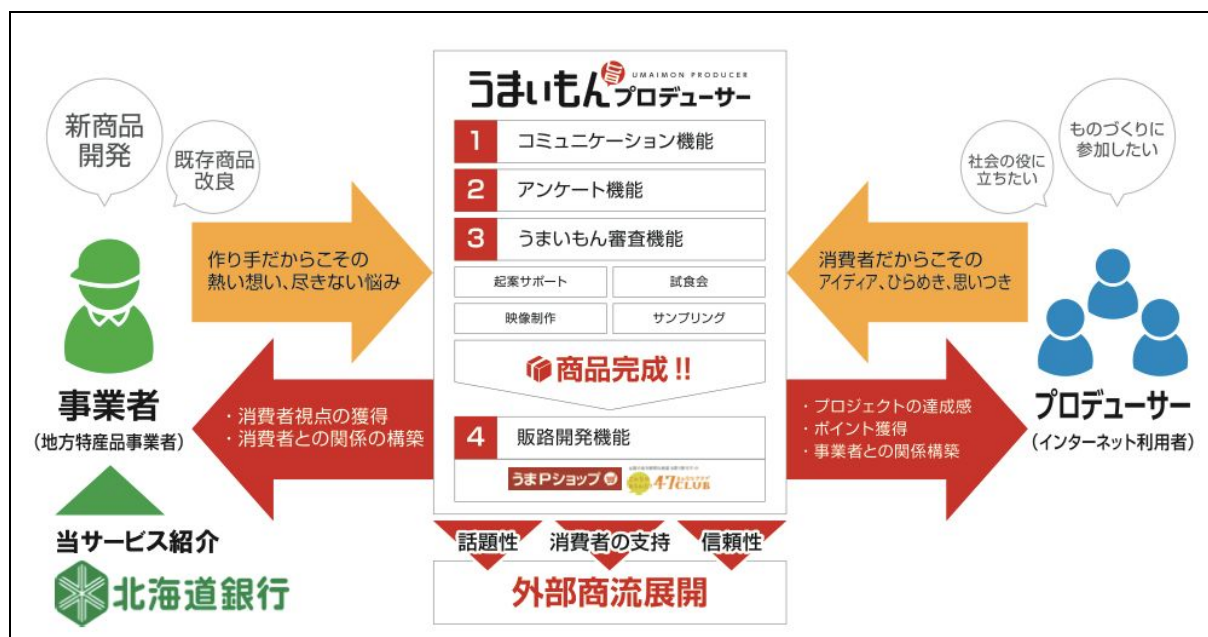 新商品
開発
既存商品
改良
作り手だからこその
熱い想い、尽きない悩み
事業者
(地方特産品事業者)
・消費者視点の獲得
・消費者との関係の構築
当サービス紹介
北海道銀行
うまいもん旨
UMAIMON PRODUCER
プロデューサー
1 コミュニケーション機能
2 アンケート機能
3 うまいもん審査機能
起案サポート 試食会
映像制作 サンプリング
商品完成!!
4 販路開発機能
うまPショップ
47CLUB
話題性 消費者の支持 信頼性
外部商流展開
ものづくりに
参加したい
社会の役に
立ちたい
消費者だからこその
アイディア、ひらめき、思いつき
プロデューサー
(インターネット利用者)
・プロジェクトの達成感
・ポイント獲得
・事業者との関係構築